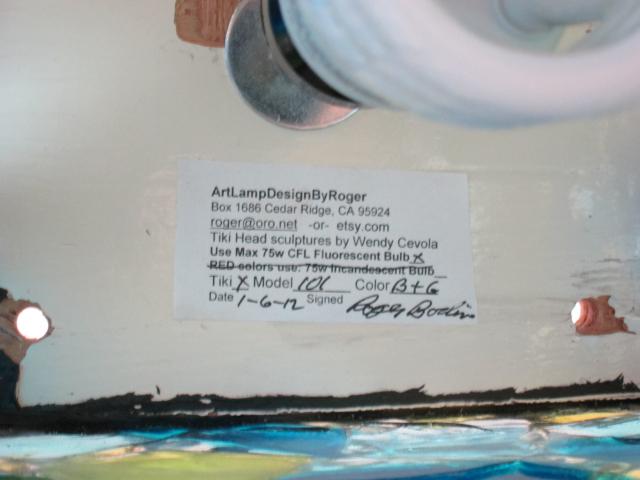 ArtLampDesignByRoger
Box 1686 Cedar Ridge, CA 95924
roger@oro.net -or- etsy.com
Tiki Head sculptures by Wendy Cevola
Use Max 75w CFL Fluorescent Bulb X
RED colors use: 75w Incandescent Bulb_
Tiki X Model 101 Color B+G
Date 1-6-12 Signed Roger